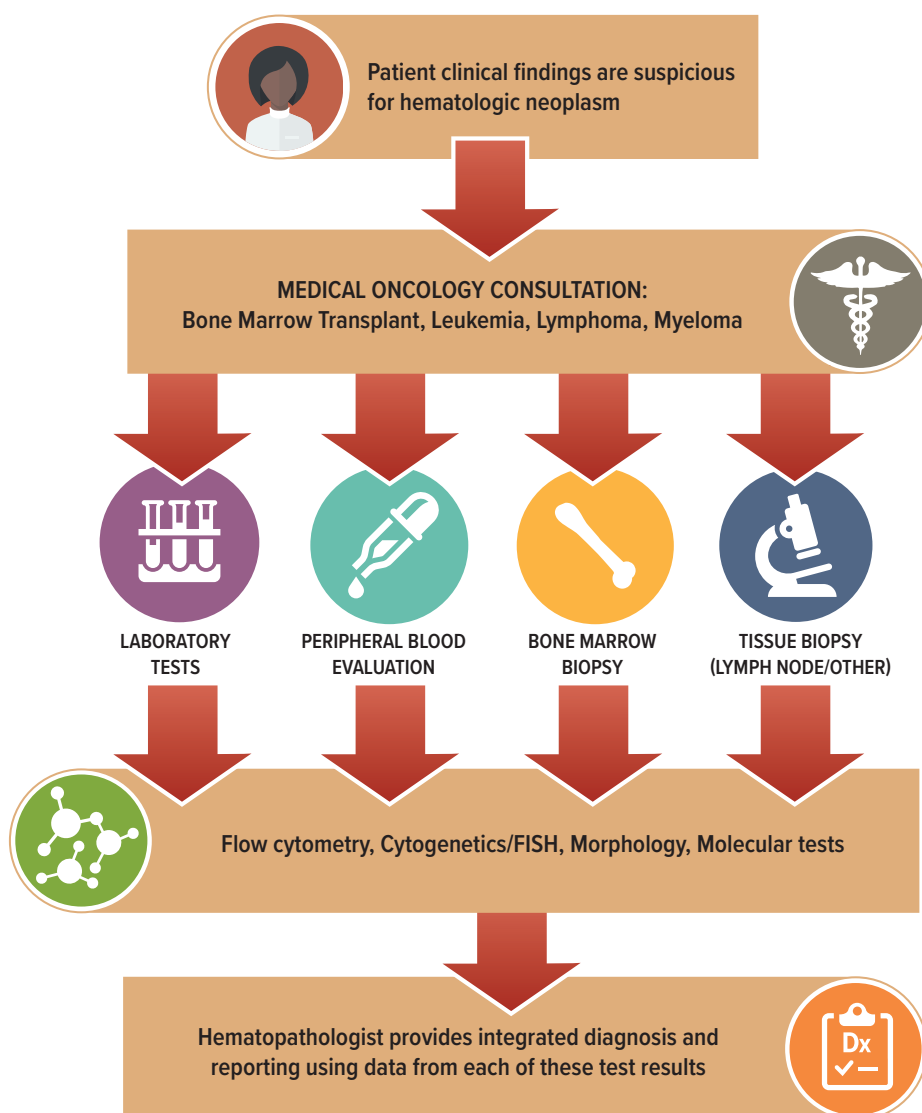 Patient clinical findings are suspicious
for hematologic neoplasm
MEDICAL ONCOLOGY CONSULTATION:
Bone Marrow Transplant, Leukemia, Lymphoma, Myeloma
LABORATORY
TESTS
PERIPHERAL BLOOD
EVALUATION
BONE MARROW
BIOPSY
TISSUE BIOPSY
(LYMPH NODE/OTHER)
Flow cytometry, Cytogenetics/FISH, Morphology, Molecular tests
Hematopathologist provides integrated diagnosis and
reporting using data from each of these test results
Dx